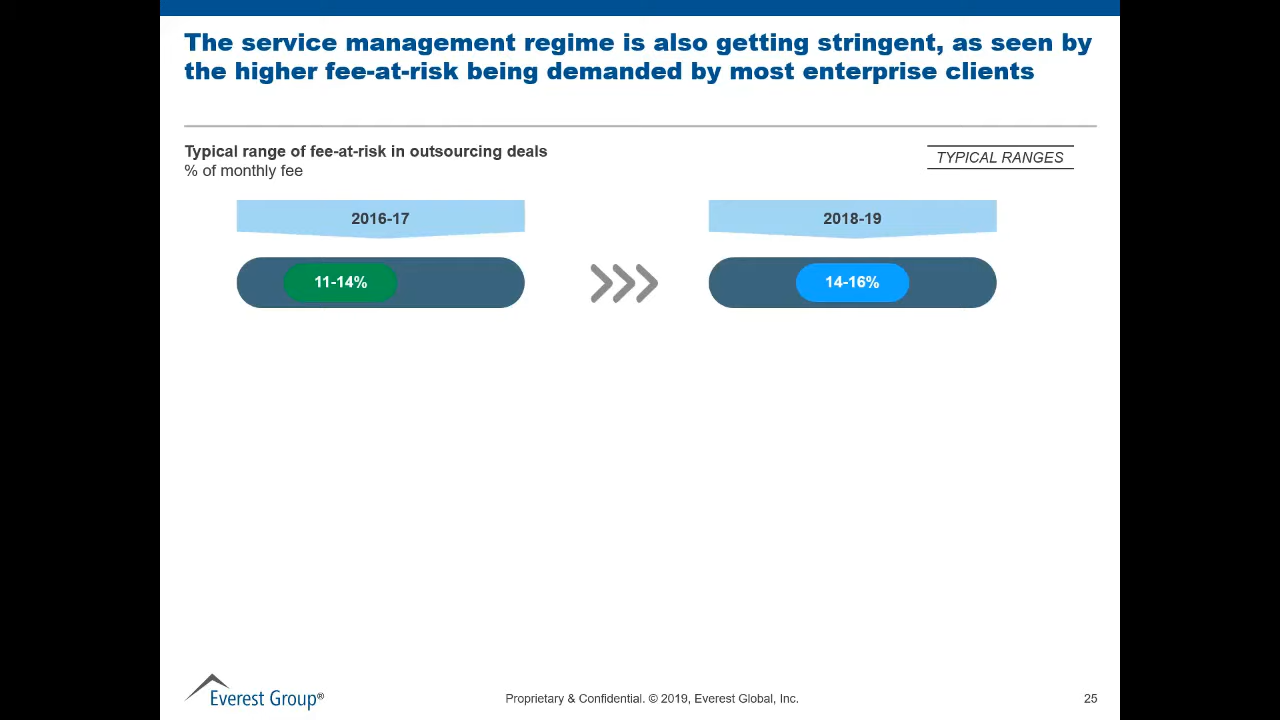 The service management regime is also getting stringent, as seen by
the higher fee-at-risk being demanded by most enterprise clients
Typical range of fee-at-risk in outsourcing deals
% of monthly fee
TYPICAL RANGES
2016-17
2018-19
11-14%
14-16%
Everest Group®
Proprietary & Confidential. © 2019, Everest Global, Inc.
25